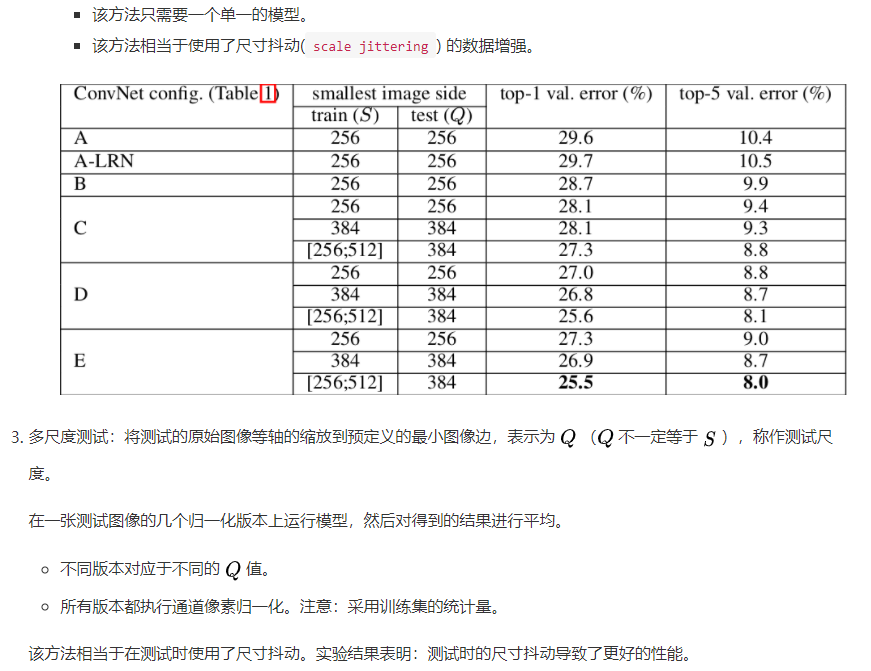 ▪ 该方法只需要一个单一的模型。
▪ 该方法相当于使用了尺寸抖动( scale jittering ) 的数据增强。
ConvNet config. (Table 1) smallest image side top-1 val. error (%) top-5 val. error (%)
train (S) test (Q)
A 256 256 29.6 10.4
A-LRN 256 256 29.7 10.5
B 256 256 28.7 9.9
256 256 28.1 9.4
C 384 384 28.1 9.3
[256;512] 384 27.3 8.8
256 256 27.0 8.8
D 384 384 26.8 8.7
[256;512] 384 25.6 8.1
256 256 27.3 9.0
E 384 384 26.9 8.7
[256;512] 384 25.5 8.0
3. 多尺度测试：将测试的原始图像等轴的缩放到预定义的最小图像边，表示为 Q （Q 不一定等于 S ），称作测试尺
度。
在一张测试图像的几个归一化版本上运行模型，然后对得到的结果进行平均。
○ 不同版本对应于不同的 Q 值。
○ 所有版本都执行通道像素归一化。注意：采用训练集的统计量。
该方法相当于在测试时使用了尺寸抖动。实验结果表明：测试时的尺寸抖动导致了更好的性能。